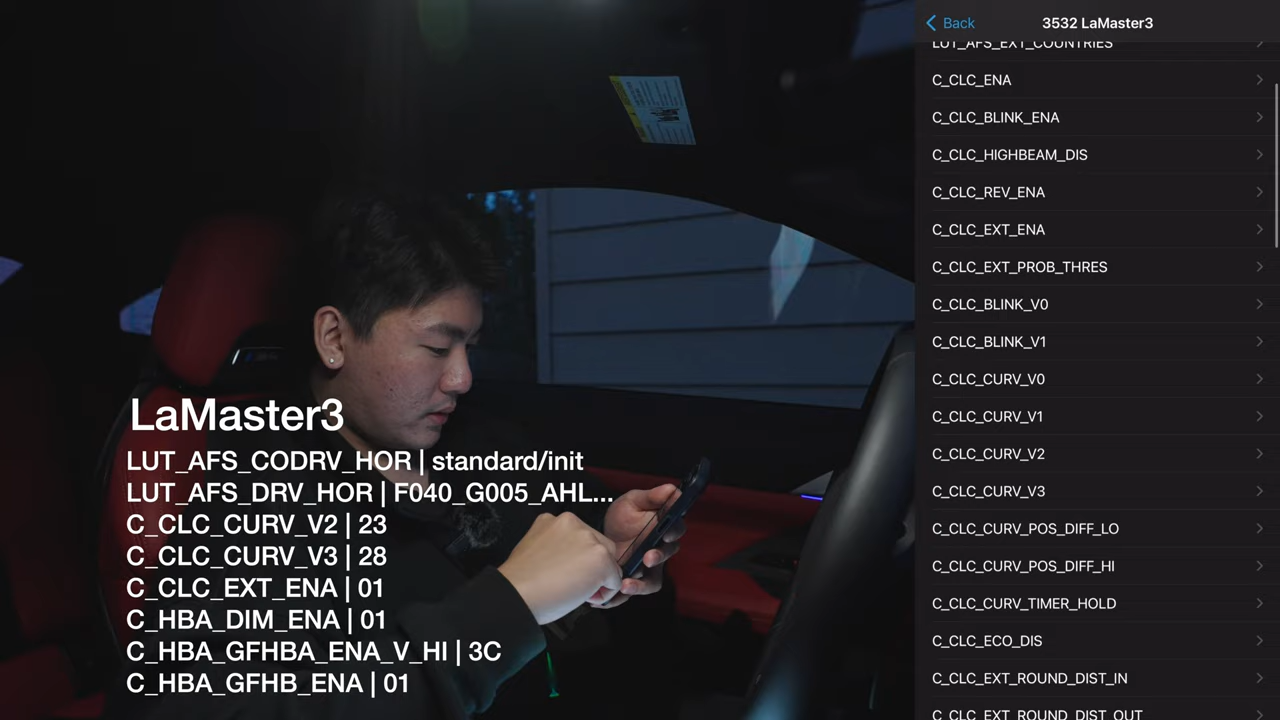 LaMaster3
LUT_AFS_CODRV_HOR | standard/init
LUT_AFS_DRV_HOR | F040_G005_AHL...
C_CLC_CURV_V2 | 23
C_CLC_CURV_V3 | 28
C_CLC_EXT_ENA | 01
C_HBA_DIM_ENA | 01
C_HBA_GFHBA_ENA_V_HI | 3C
C_HBA_GFHB_ENA | 01
Back
3532 LaMaster3
LUT_AFS_EXT_COUNTRIES
C_CLC_ENA
C_CLC_BLINK_ENA
C_CLC_HIGHBEAM_DIS
C_CLC_REV_ENA
C_CLC_EXT_ENA
C_CLC_EXT_PROB_THRES
C_CLC_BLINK_V0
C_CLC_BLINK_V1
C_CLC_CURV_V0
C_CLC_CURV_V1
C_CLC_CURV_V2
C_CLC_CURV_V3
C_CLC_CURV_POS_DIFF_LO
C_CLC_CURV_POS_DIFF_HI
C_CLC_CURV_TIMER_HOLD
C_CLC_ECO_DIS
C_CLC_EXT_ROUND_DIST_IN
C_CLC_EXT_ROUND_DIST_OUT